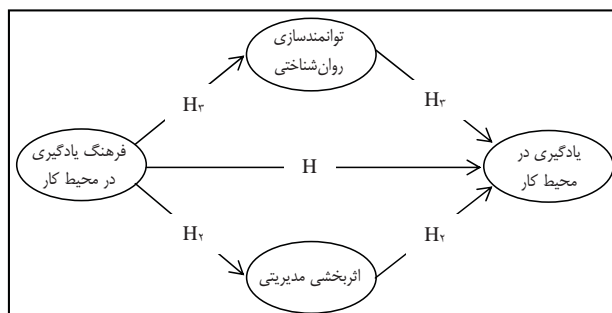 توانمندسازی
روان‌شناختی
H۳
H۳
فرهنگ یادگیری
در محیط کار
H
یادگیری در
محیط کار
H۲
H۲
اثربخشی مدیریتی